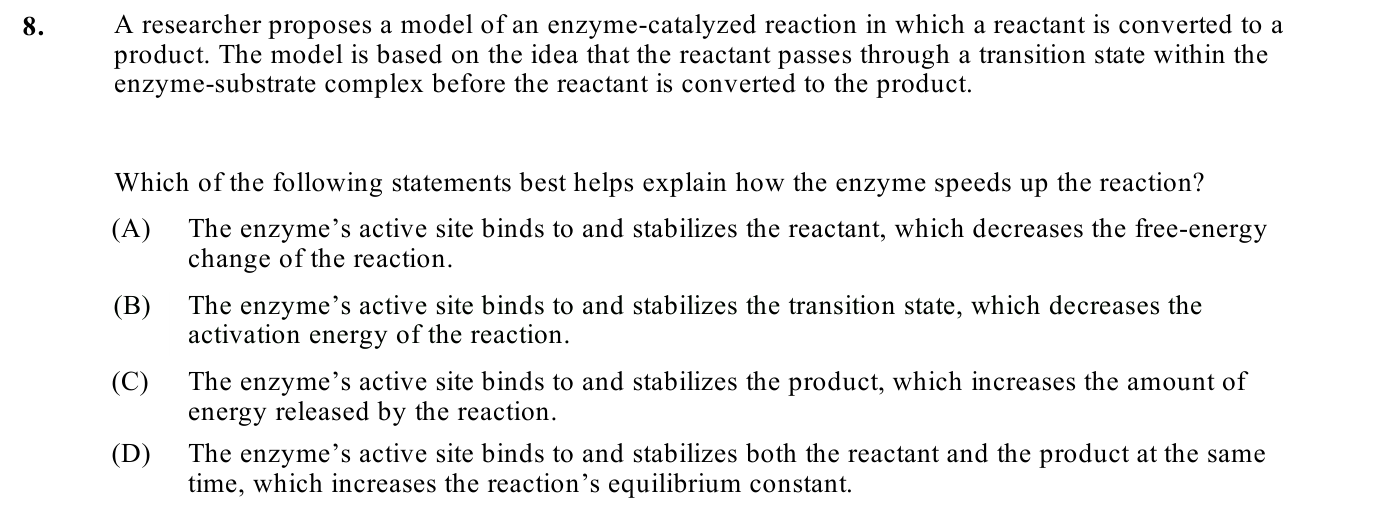 8. A researcher proposes a model of an enzyme-catalyzed reaction in which a reactant is converted to a
product. The model is based on the idea that the reactant passes through a transition state within the
enzyme-substrate complex before the reactant is converted to the product.
Which of the following statements best helps explain how the enzyme speeds up the reaction?
(A) The enzyme’s active site binds to and stabilizes the reactant, which decreases the free-energy
change of the reaction.
(B) The enzyme’s active site binds to and stabilizes the transition state, which decreases the
activation energy of the reaction.
(C) The enzyme’s active site binds to and stabilizes the product, which increases the amount of
energy released by the reaction.
(D) The enzyme’s active site binds to and stabilizes both the reactant and the product at the same
time, which increases the reaction’s equilibrium constant.